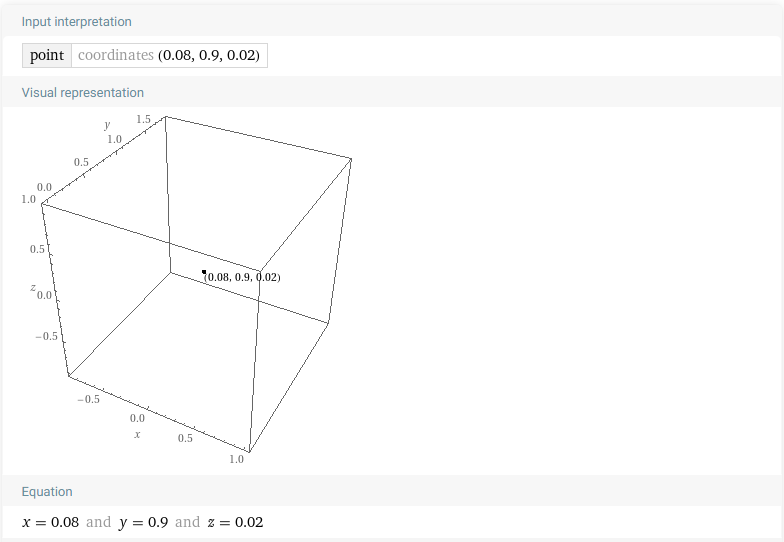 Input interpretation
point coordinates (0.08, 0.9, 0.02)
Visual representation
y
1.5
1.0
0.5
0.0
1.0
0.5
z
0.0
−0.5
(0.08, 0.9, 0.02)
−0.5
0.0
x
0.5
1.0
Equation
x = 0.08 and y = 0.9 and z = 0.02